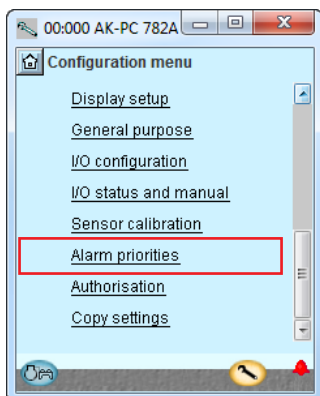 00:000 AK-PC 782A
Configuration menu
Display setup
General purpose
I/O configuration
I/O status and manual
Sensor calibration
Alarm priorities
Authorisation
Copy settings